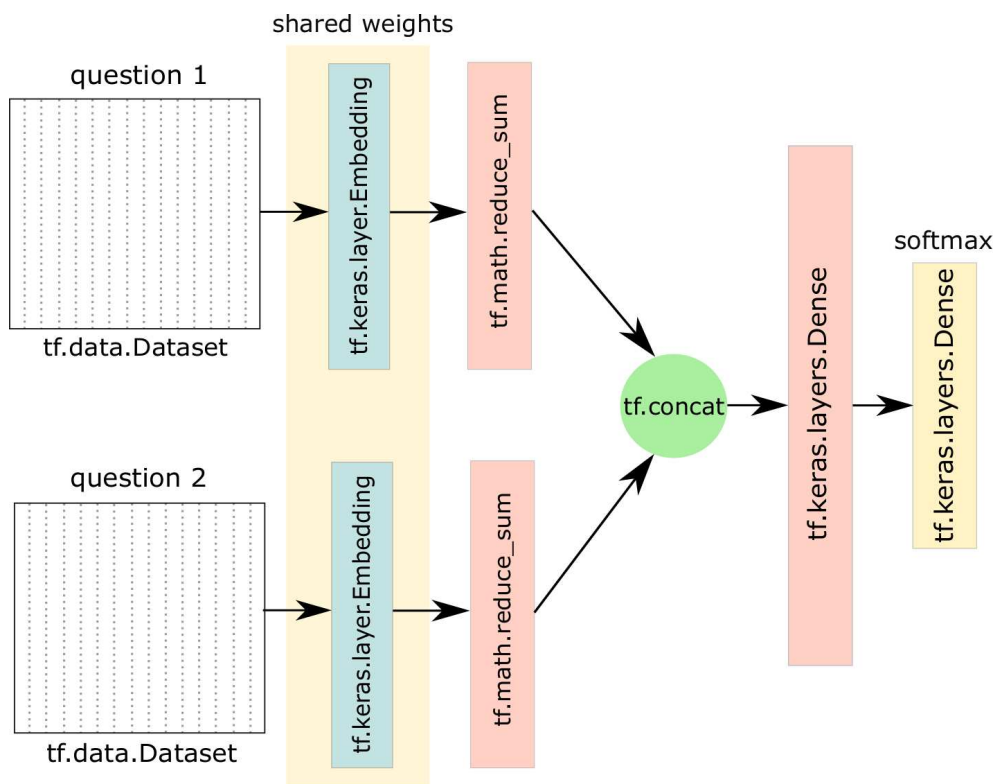 shared weights
question 1
tf.data.Dataset
tf.keras.layer.Embedding
tf.math.reduce_sum
question 2
tf.data.Dataset
tf.keras.layer.Embedding
tf.math.reduce_sum
tf.concat
tf.keras.layers.Dense
softmax
tf.keras.layers.Dense